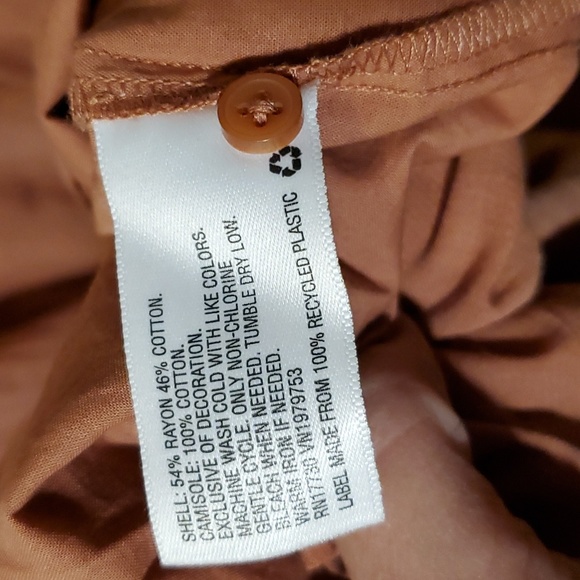 SHELL: 54% RAYON 46% COTTON.
CAMISOLE: 100% COTTON.
EXCLUSIVE OF DECORATION.
MACHINE WASH COLD WITH LIKE COLORS.
GENTLE CYCLE. ONLY NON-CHLORINE
BLEACH WHEN NEEDED. TUMBLE DRY LOW.
WARM IRON IF NEEDED.
RN17730 VN1979753
LABEL MADE FROM 100% RECYCLED PLASTIC